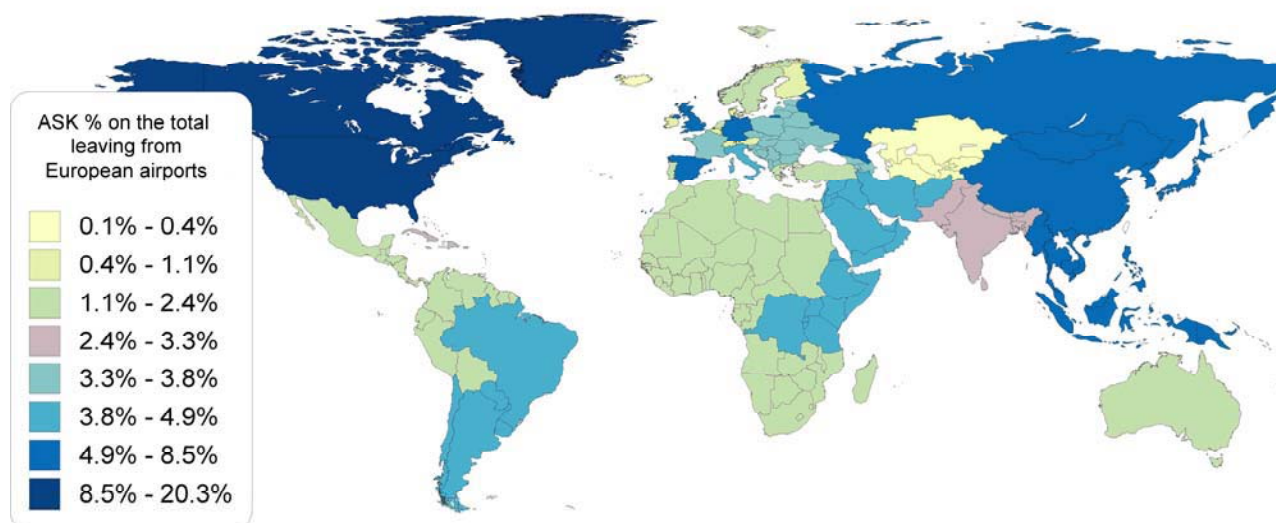 ASK % on the total
leaving from
European airports
0.1% - 0.4%
0.4% - 1.1%
1.1% - 2.4%
2.4% - 3.3%
3.3% - 3.8%
3.8% - 4.9%
4.9% - 8.5%
8.5% - 20.3%